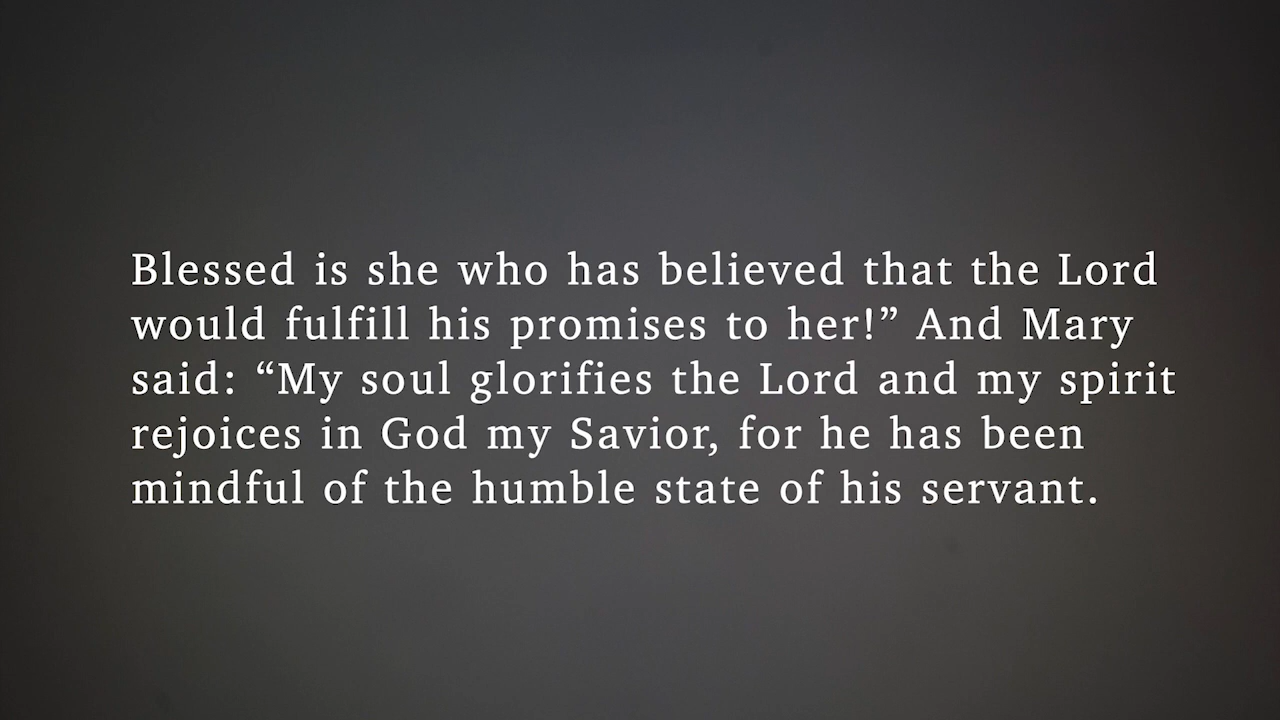 Blessed is she who has believed that the Lord
would fulfill his promises to her!” And Mary
said: “My soul glorifies the Lord and my spirit
rejoices in God my Savior, for he has been
mindful of the humble state of his servant.